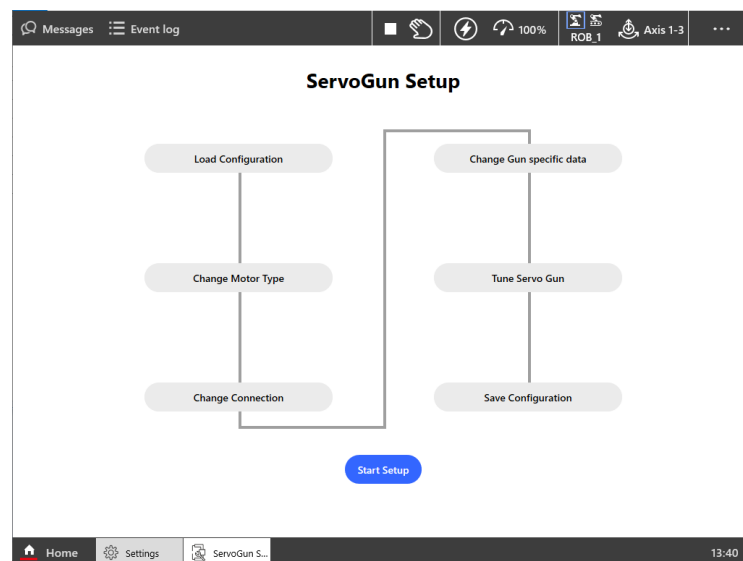 Messages
Event log
100%
ROB_1
Axis 1-3
ServoGun Setup
Load Configuration
Change Motor Type
Change Connection
Change Gun specific data
Tune Servo Gun
Save Configuration
Start Setup
Home
Settings
ServoGun S...
13:40